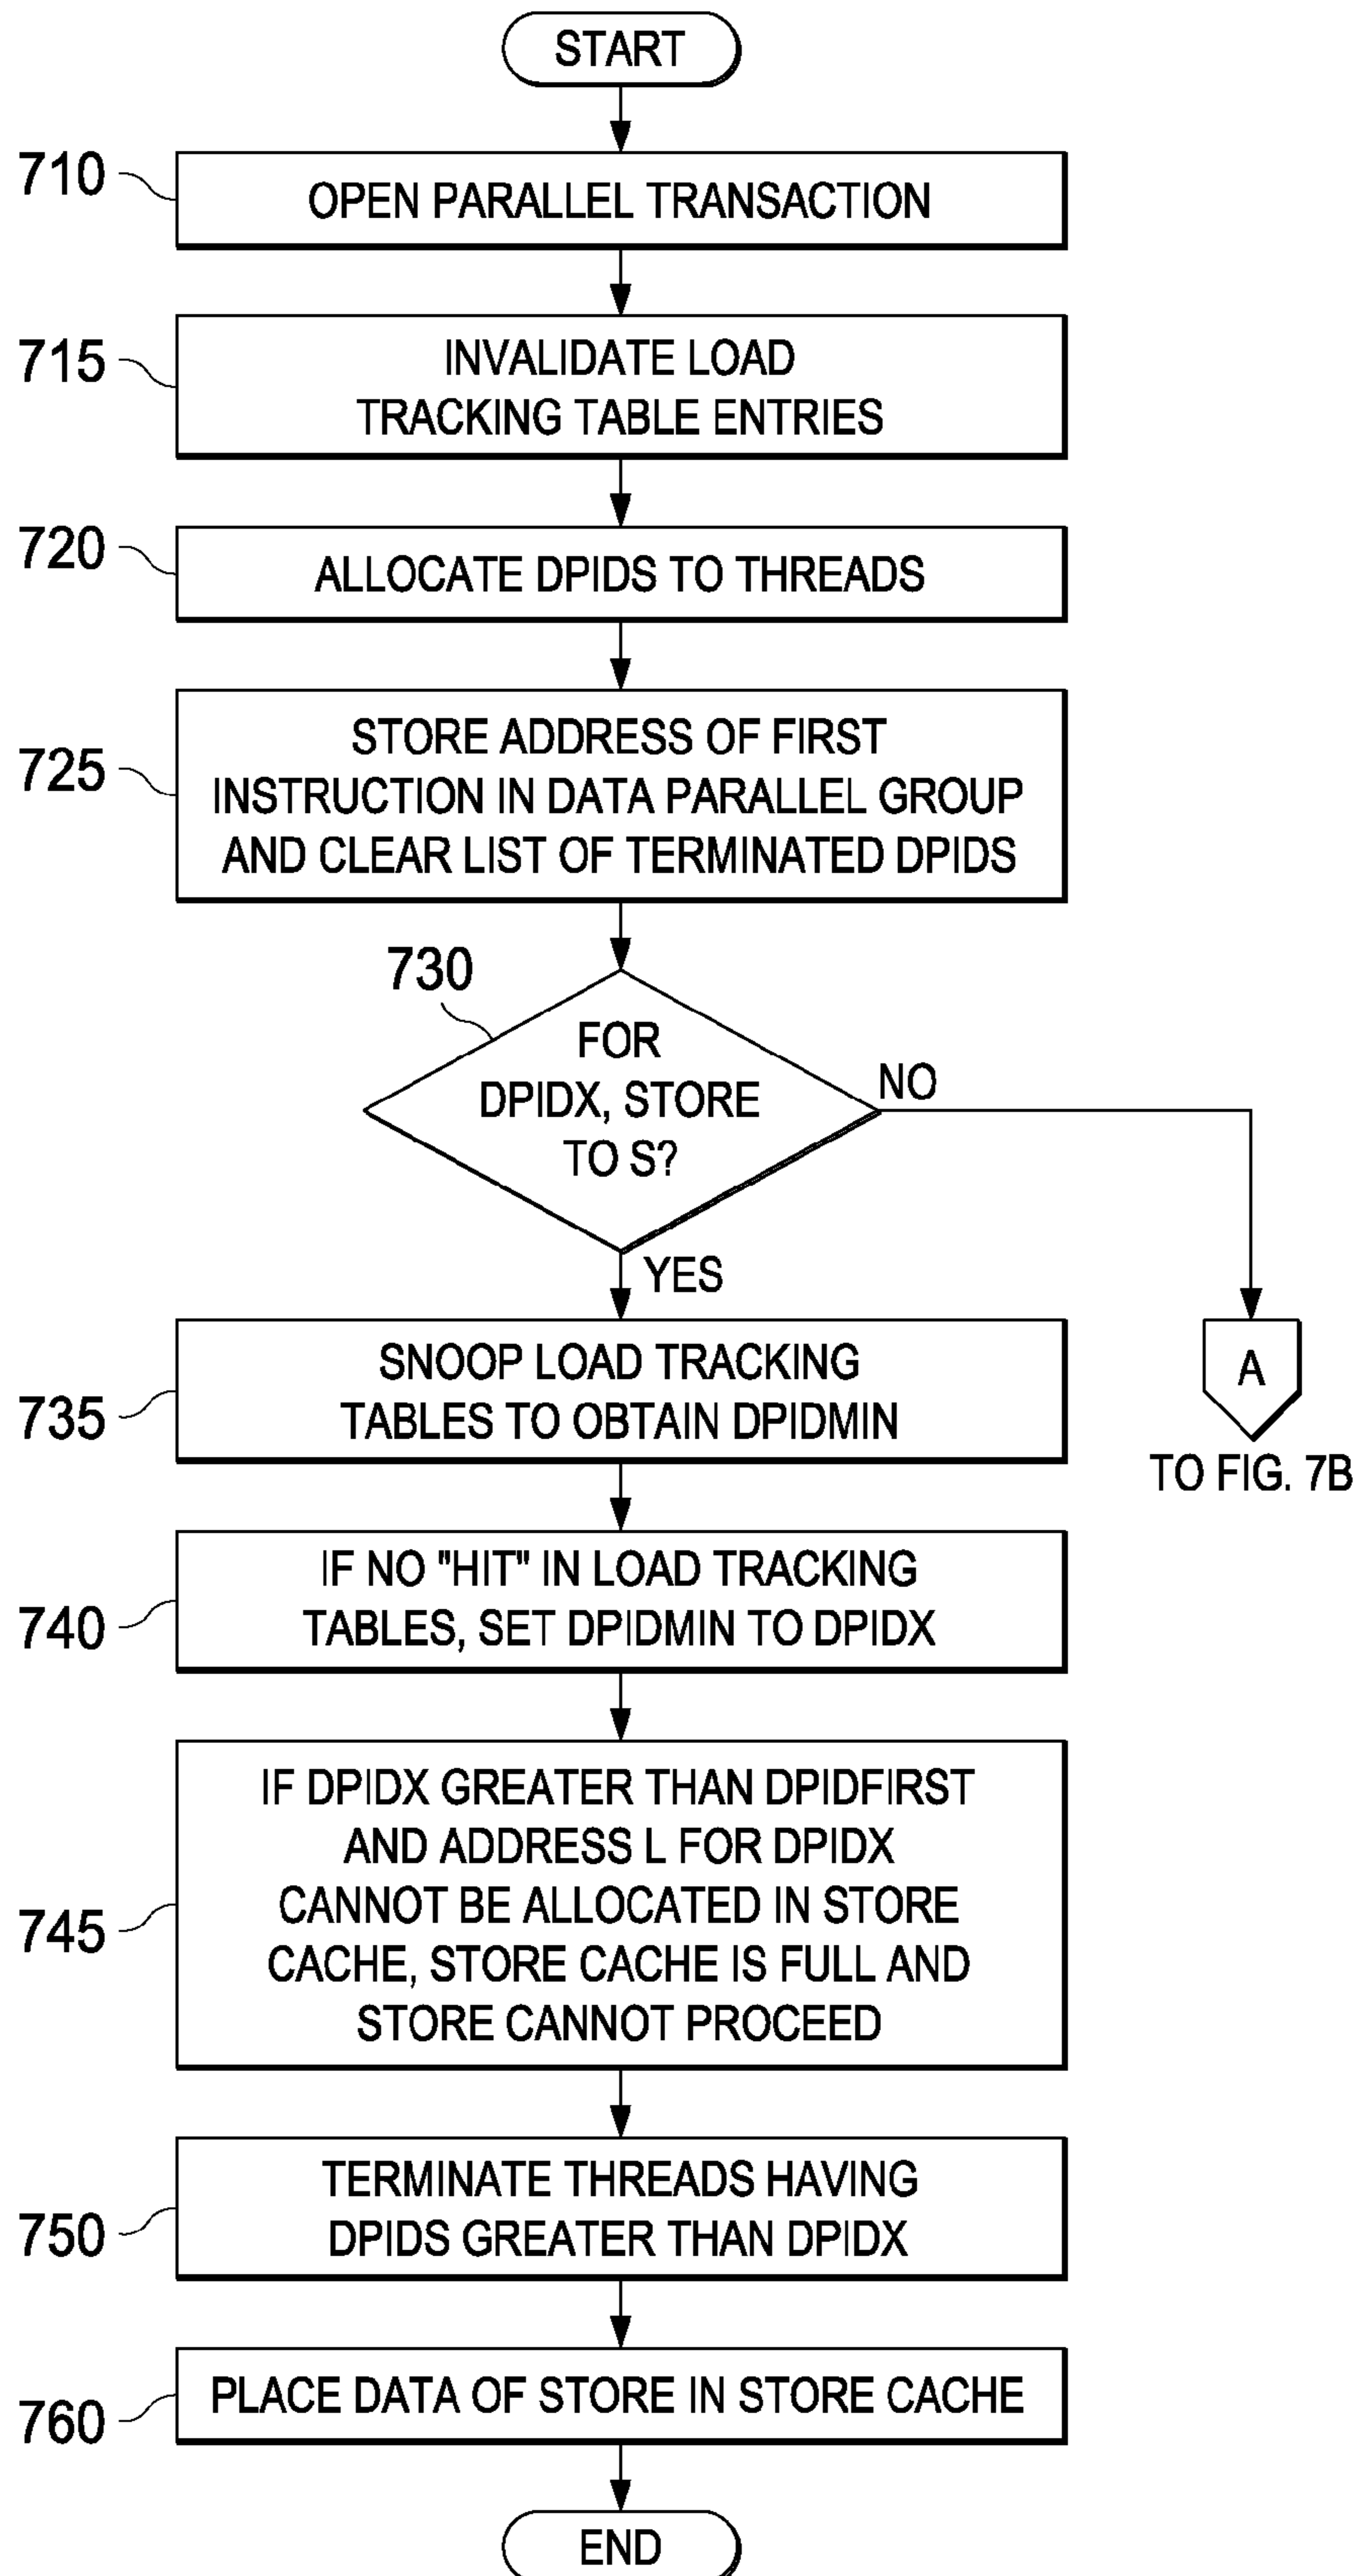 START
710
OPEN PARALLEL TRANSACTION
715
INVALIDATE LOAD
TRACKING TABLE ENTRIES
720
ALLOCATE DPIDS TO THREADS
725
STORE ADDRESS OF FIRST
INSTRUCTION IN DATA PARALLEL GROUP
AND CLEAR LIST OF TERMINATED DPIDS
730
FOR
DPIDX, STORE
TO S?
NO
YES
A
TO FIG. 7B
735
SNOOP LOAD TRACKING
TABLES TO OBTAIN DPIDMIN
740
IF NO "HIT" IN LOAD TRACKING
TABLES, SET DPIDMIN TO DPIDX
745
IF DPIDX GREATER THAN DPIDFIRST
AND ADDRESS L FOR DPIDX
CANNOT BE ALLOCATED IN STORE
CACHE, STORE CACHE IS FULL AND
STORE CANNOT PROCEED
750
TERMINATE THREADS HAVING
DPIDS GREATER THAN DPIDX
760
PLACE DATA OF STORE IN STORE CACHE
END